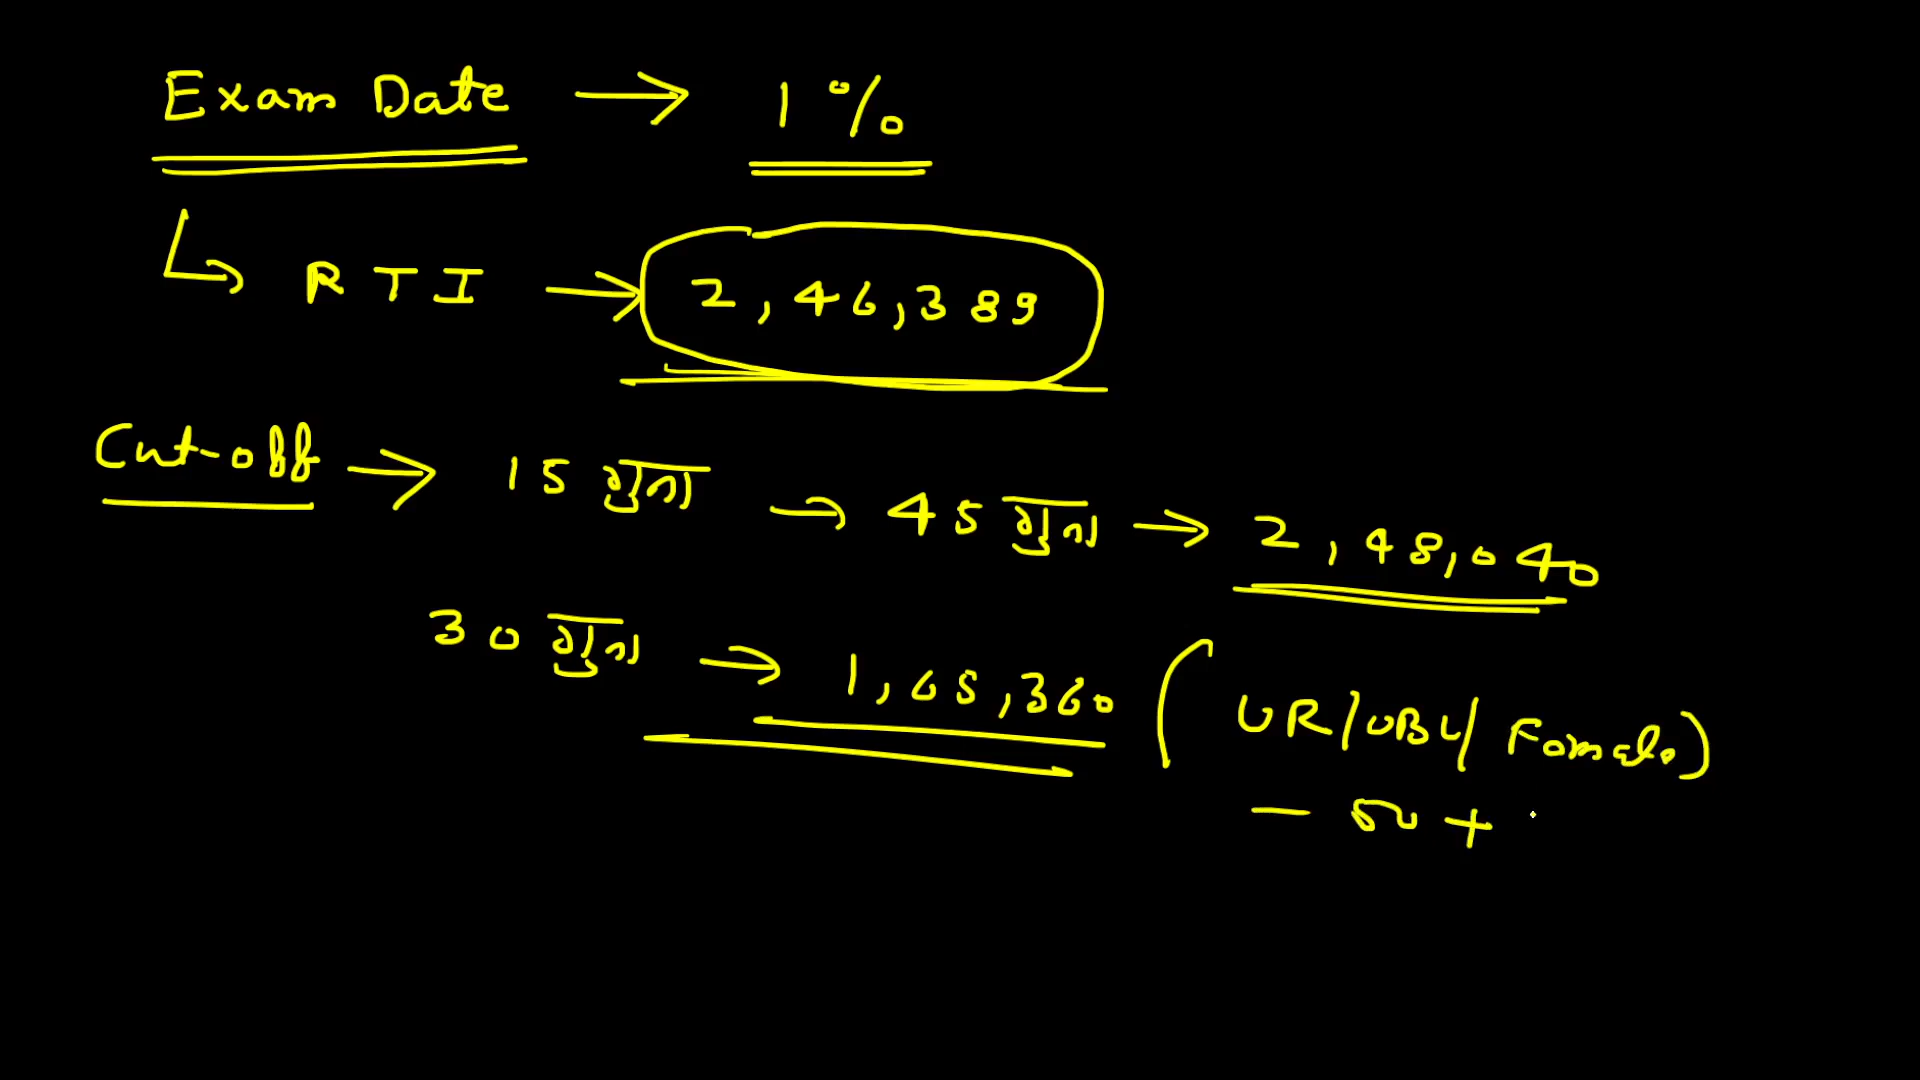 Exam Date → 1%
↳ RTI → 2,46,389
Cut-off → 15 गुना → 45 गुना → 2,48,040
30 गुना → 1,65,360 (UR/OBC/Female)
- 50 +